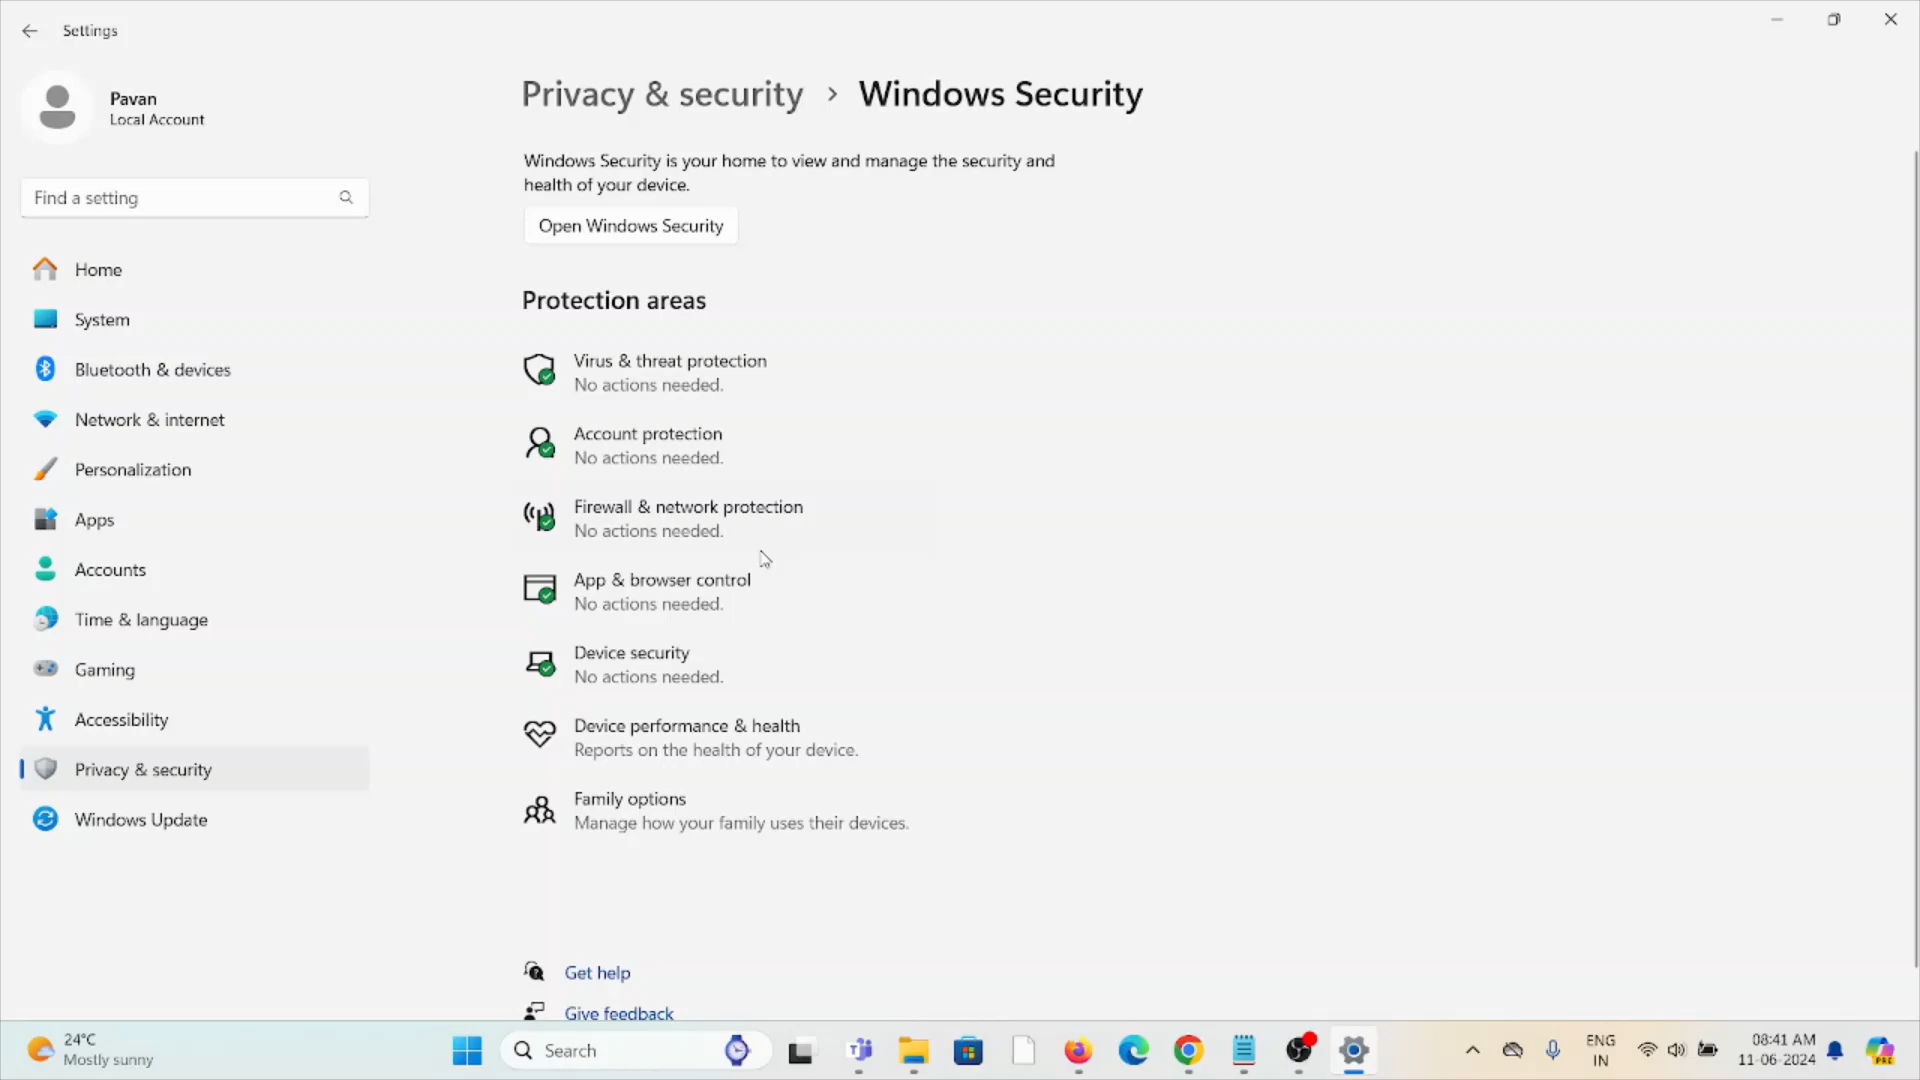 Settings
Pavan
Local Account
Find a setting
Home
System
Bluetooth & devices
Network & internet
Personalization
Apps
Accounts
Time & language
Gaming
Accessibility
Privacy & security
Windows Update
Privacy & security > Windows Security
Windows Security is your home to view and manage the security and
health of your device.
Open Windows Security
Protection areas
Virus & threat protection
No actions needed.
Account protection
No actions needed.
Firewall & network protection
No actions needed.
App & browser control
No actions needed.
Device security
No actions needed.
Device performance & health
Reports on the health of your device.
Family options
Manage how your family uses their devices.
Get help
Give feedback
24°C
Mostly sunny
Search
ENG
IN
08:41 AM
11-06-2024
PRE